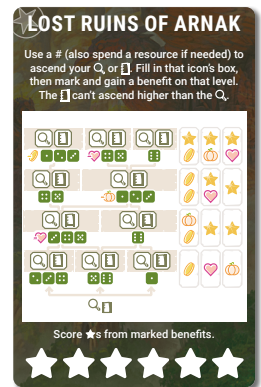 LOST RUINS OF ARNAK
Use a # (also spend a resource if needed) to
ascend your or . Fill in that icon's box,
then mark and gain a benefit on that level.
The can't ascend higher than the .
Score s from marked benefits.